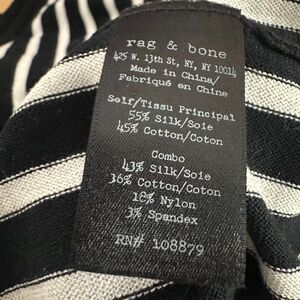 rag & bone
425 W. 13th St, NY, NY 10014
Made in China/
Fabriqué en Chine
Self/Tissu Principal
55% Silk/Soie
45% Cotton/Coton
Combo
43% Silk/Soie
36% Cotton/Coton
18% Nylon
3% Spandex
RN# 108879